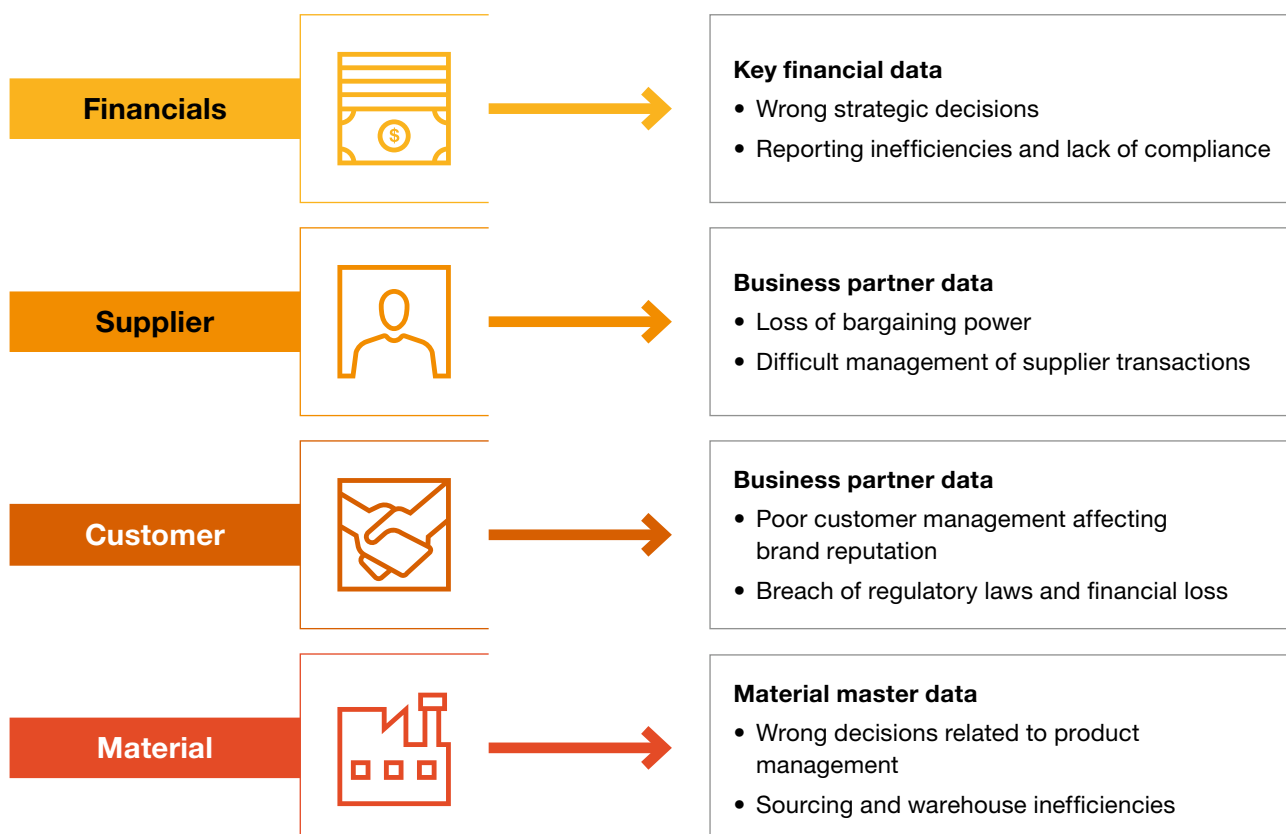 Financials
$
Key financial data
• Wrong strategic decisions
• Reporting inefficiencies and lack of compliance
Supplier
Business partner data
• Loss of bargaining power
• Difficult management of supplier transactions
Customer
Business partner data
• Poor customer management affecting
brand reputation
• Breach of regulatory laws and financial loss
Material
Material master data
• Wrong decisions related to product
management
• Sourcing and warehouse inefficiencies